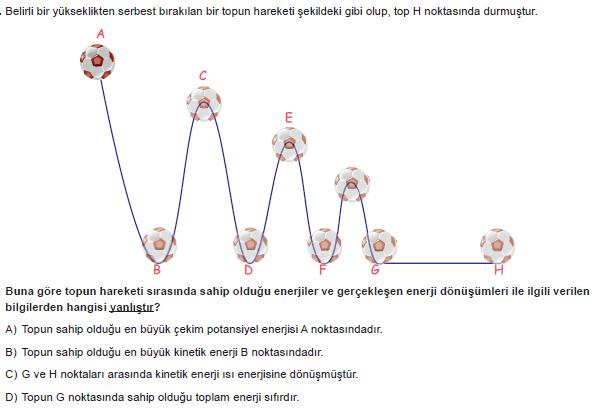 . Belirli bir yükseklikten serbest bırakılan bir topun hareketi şekildeki gibi olup, top H noktasında durmuştur.
A
C
E
B
D
F
G
H
Buna göre topun hareketi sırasında sahip olduğu enerjiler ve gerçekleşen enerji dönüşümleri ile ilgili verilen
bilgilerden hangisi yanlıştır?
A) Topun sahip olduğu en büyük çekim potansiyel enerjisi A noktasındadır.
B) Topun sahip olduğu en büyük kinetik enerji B noktasındadır.
C) G ve H noktaları arasında kinetik enerji ısı enerjisine dönüşmüştür.
D) Topun G noktasında sahip olduğu toplam enerji sıfırdır.